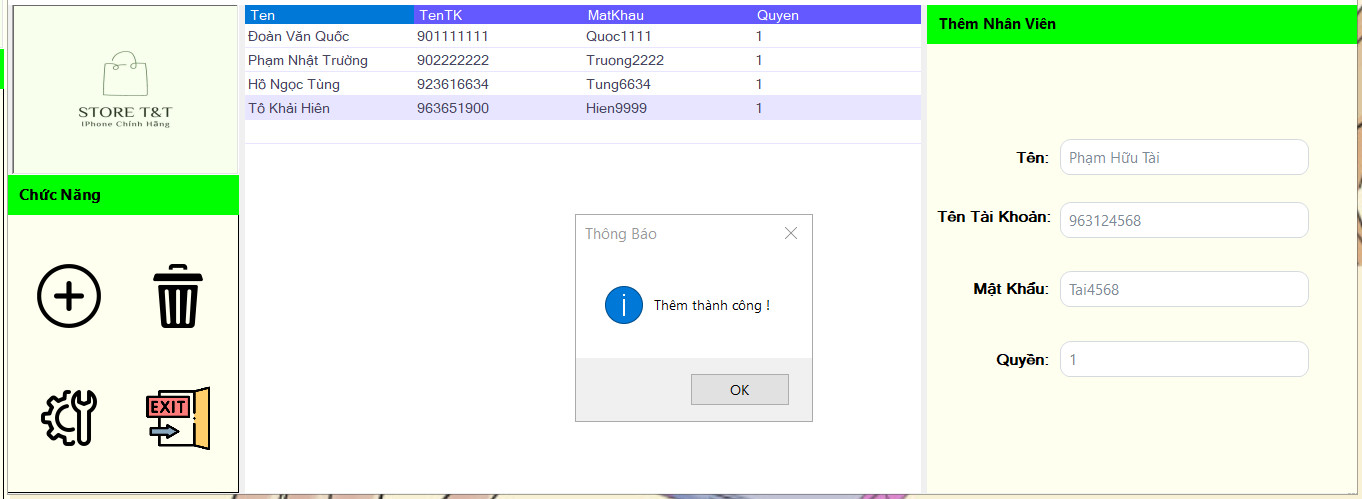 STORE T&T
IPhone Chính Hãng
Chức Năng
EXIT
Ten TenTK MatKhau Quyen
Đoàn Văn Quốc 901111111 Quoc1111 1
Phạm Nhật Trường 902222222 Truong2222 1
Hồ Ngọc Tùng 923616634 Tung6634 1
Tô Khải Hiên 963651900 Hien9999 1
Thông Báo
Thêm thành công !
OK
Thêm Nhân Viên
Tên: Phạm Hữu Tài
Tên Tài Khoản: 963124568
Mật Khẩu: Tai4568
Quyền: 1